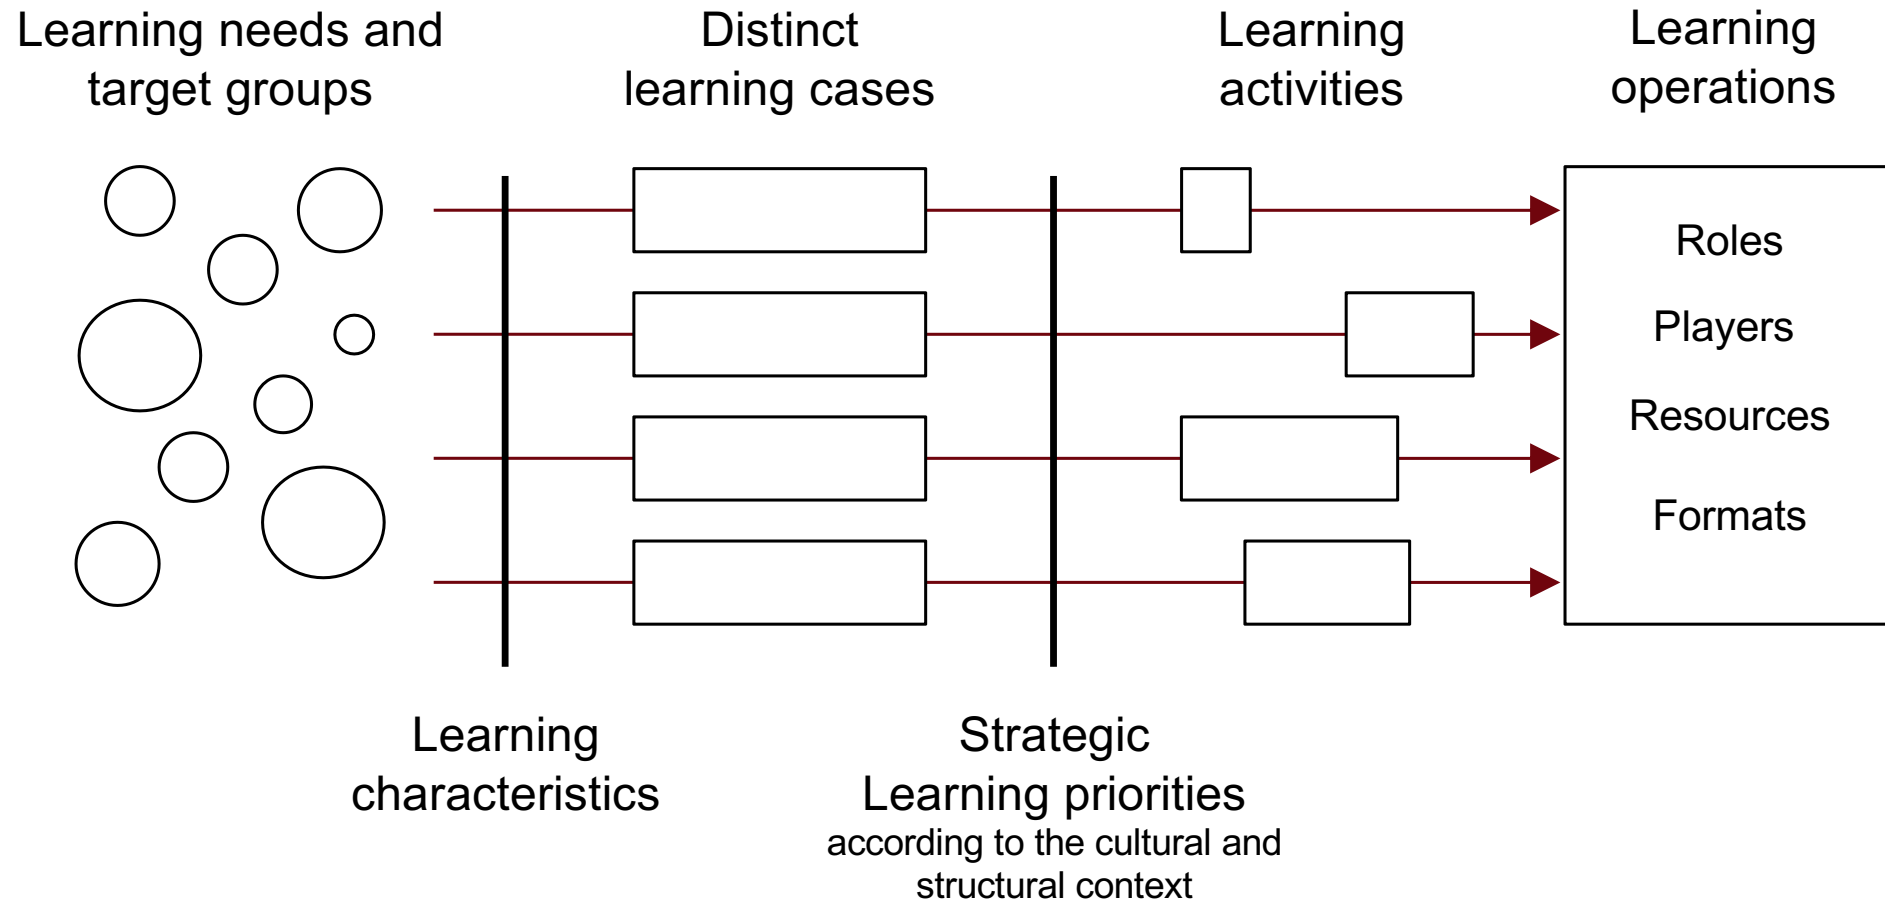 Learning needs and
target groups
Distinct
learning cases
Learning
activities
Learning
operations
Roles
Players
Resources
Formats
Learning
characteristics
Strategic
Learning priorities
according to the cultural and
structural context